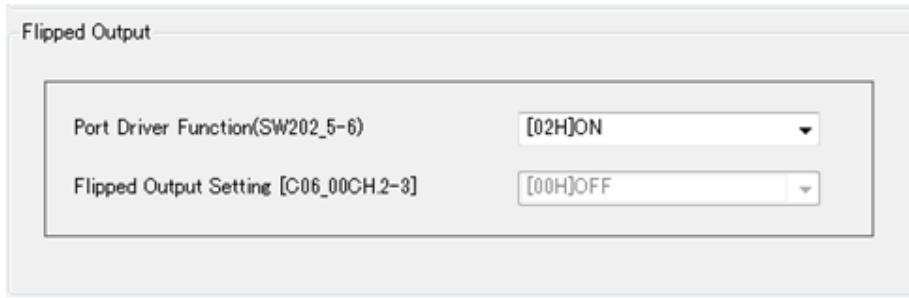 Flipped Output
Port Driver Function(SW202_5-6) [02H]ON
Flipped Output Setting [C06_00CH.2-3] [00H]OFF